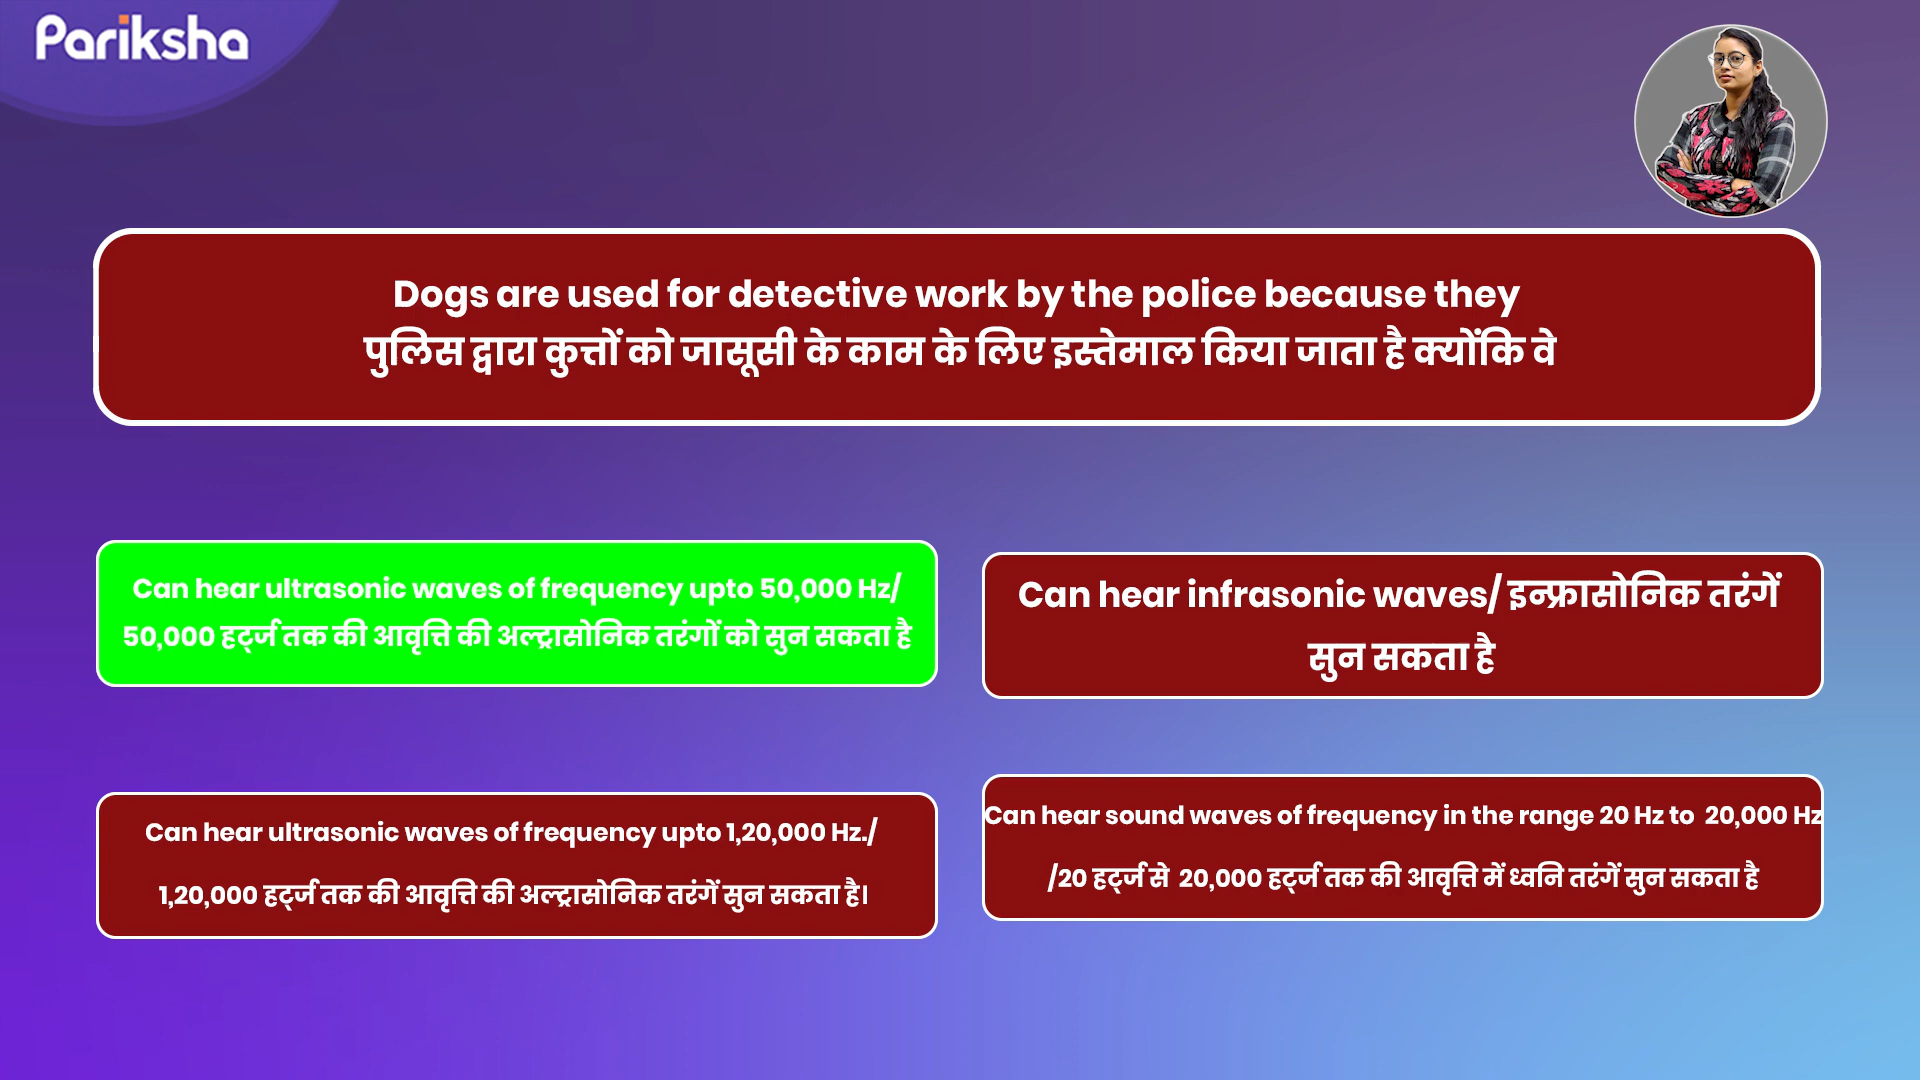 Pariksha
Dogs are used for detective work by the police because they
पुलिस द्वारा कुत्तों को जासूसी के काम के लिए इस्तेमाल किया जाता है क्योंकि वे
Can hear ultrasonic waves of frequency upto 50,000 Hz/
50,000 हर्ट्ज तक की आवृत्ति की अल्ट्रासोनिक तरंगों को सुन सकता है
Can hear infrasonic waves/ इन्फ्रासोनिक तरंगें
सुन सकता है
Can hear ultrasonic waves of frequency upto 1,20,000 Hz./
1,20,000 हर्ट्ज तक की आवृत्ति की अल्ट्रासोनिक तरंगें सुन सकता है।
Can hear sound waves of frequency in the range 20 Hz to 20,000 Hz
/20 हर्ट्ज से 20,000 हर्ट्ज तक की आवृत्ति में ध्वनि तरंगें सुन सकता है